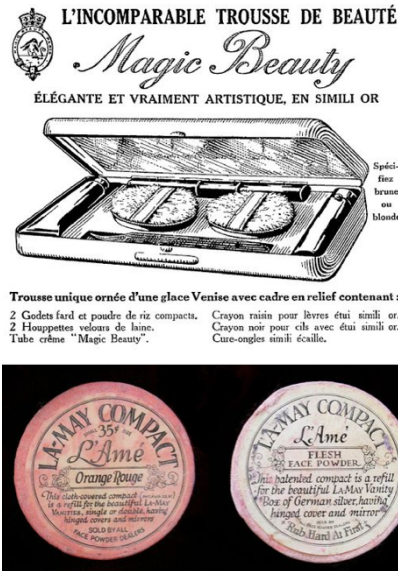 L'INCOMPARABLE TROUSSE DE BEAUTÉ
Magic Beauty
ÉLÉGANTE ET VRAIMENT ARTISTIQUE, EN SIMILI OR
Spéci-
fiez
brune
ou
blonde
Trousse unique ornée d'une glace Venise avec cadre en relief contenant :
2 Godets fard et poudre de riz compacts.
2 Houppettes velours de laine.
Tube crème "Magic Beauty".
Crayon raisin pour lèvres étui simili or.
Crayon noir pour cils avec étui simili or.
Cure-ongles simili écaille.
LA-MAY COMPACT
35¢
L'Amé
Orange Rouge
This cloth-covered compact
is a refill for the beautiful LA-MAY
VANITIES, single or double, having
hinged covers and mirrors
SOLD BY ALL
FACE POWDER DEALERS
LA-MAY COMPACT
L'Amé
FLESH
FACE POWDER
This patented compact is a refill
for the beautiful LA-MAY Vanity
Box of German silver, having
hinged cover and mirror
Rub Hard At First